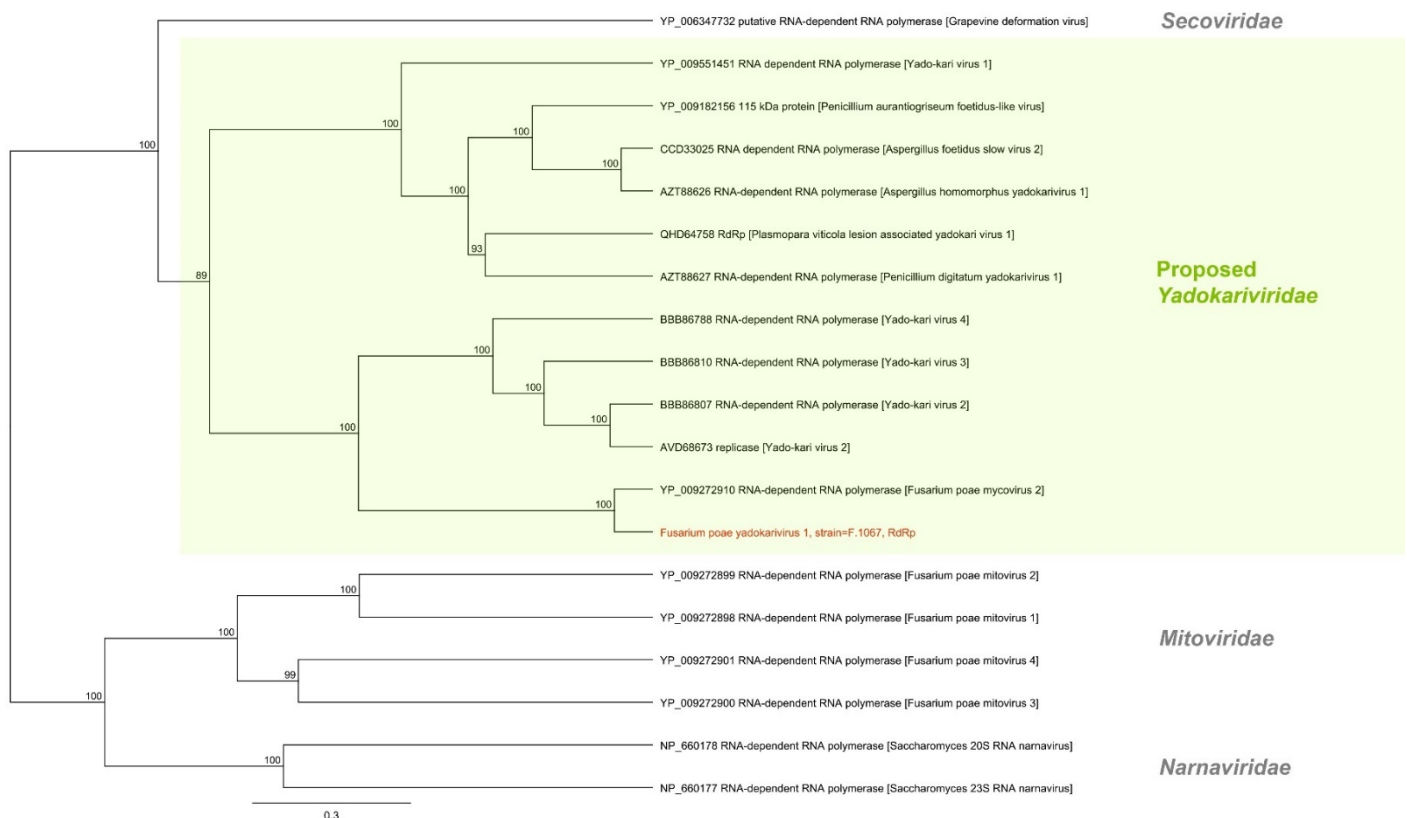 YP_006347732 putative RNA-dependent RNA polymerase [Grapevine deformation virus]
Secoviridae
YP_009551451 RNA dependent RNA polymerase [Yado-kari virus 1]
100
YP_009182156 115 kDa protein [Penicillium aurantiogriseum foetidus-like virus]
100
100
CCD33025 RNA dependent RNA polymerase [Aspergillus foetidus slow virus 2]
100
100
AZT88626 RNA-dependent RNA polymerase [Aspergillus homomorphus yadokarivirus 1]
100
QHD64758 RdRp [Plasmopara viticola lesion associated yadokari virus 1]
93
89
AZT88627 RNA-dependent RNA polymerase [Penicillium digitatum yadokarivirus 1]
Proposed
Yadokariviridae
BBB86788 RNA-dependent RNA polymerase [Yado-kari virus 4]
100
BBB86810 RNA-dependent RNA polymerase [Yado-kari virus 3]
100
BBB86807 RNA-dependent RNA polymerase [Yado-kari virus 2]
100
100
AVD68673 replicase [Yado-kari virus 2]
YP_009272910 RNA-dependent RNA polymerase [Fusarium poae mycovirus 2]
100
Fusarium poae yadokarivirus 1, strain=F.1067, RdRp
YP_009272899 RNA-dependent RNA polymerase [Fusarium poae mitovirus 2]
100
YP_009272898 RNA-dependent RNA polymerase [Fusarium poae mitovirus 1]
100
Mitoviridae
YP_009272901 RNA-dependent RNA polymerase [Fusarium poae mitovirus 4]
99
100
YP_009272900 RNA-dependent RNA polymerase [Fusarium poae mitovirus 3]
NP_660178 RNA-dependent RNA polymerase [Saccharomyces 20S RNA narnavirus]
100
Narnaviridae
NP_660177 RNA-dependent RNA polymerase [Saccharomyces 23S RNA narnavirus]
0.3